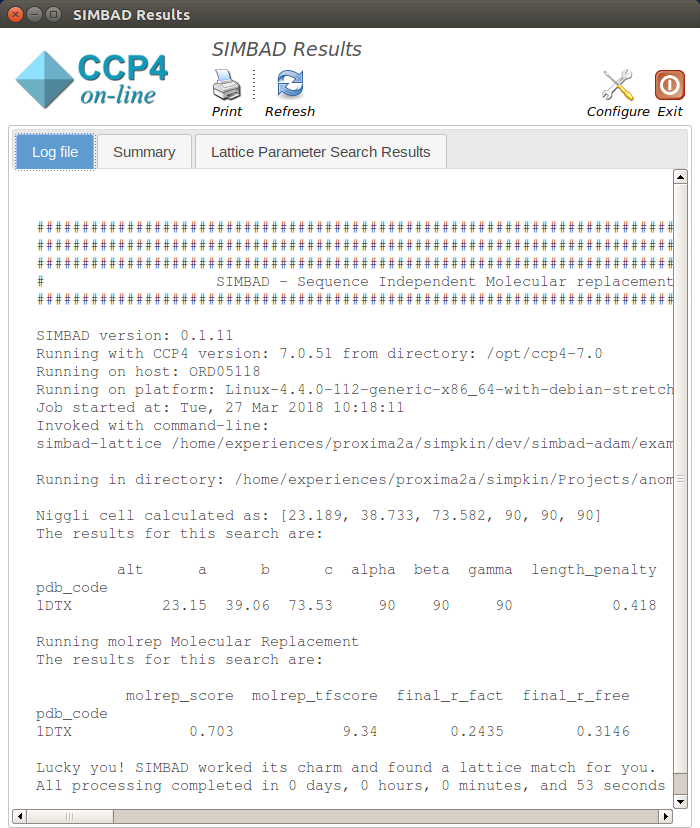 SIMBAD Results
SIMBAD Results
CCP4
on-line
Print
Refresh
Configure
Exit
Log file
Summary
Lattice Parameter Search Results
#######################################################################
#######################################################################
#######################################################################
# SIMBAD - Sequence Independent Molecular replacement
#######################################################################
SIMBAD version: 0.1.11
Running with CCP4 version: 7.0.51 from directory: /opt/ccp4-7.0
Running on host: ORD05118
Running on platform: Linux-4.4.0-112-generic-x86_64-with-debian-stretch
Job started at: Tue, 27 Mar 2018 10:18:11
Invoked with command-line:
simbad-lattice /home/experiences/proxima2a/simpkin/dev/simbad-adam/exam
Running in directory: /home/experiences/proxima2a/simpkin/Projects/anom
Niggli cell calculated as: [23.189, 38.733, 73.582, 90, 90, 90]
The results for this search are:
alt a b c alpha beta gamma length_penalty
pdb_code
1DTX 23.15 39.06 73.53 90 90 90 0.418
Running molrep Molecular Replacement
The results for this search are:
molrep_score molrep_tfscore final_r_fact final_r_free
pdb_code
1DTX 0.703 9.34 0.2435 0.3146
Lucky you! SIMBAD worked its charm and found a lattice match for you.
All processing completed in 0 days, 0 hours, 0 minutes, and 53 seconds